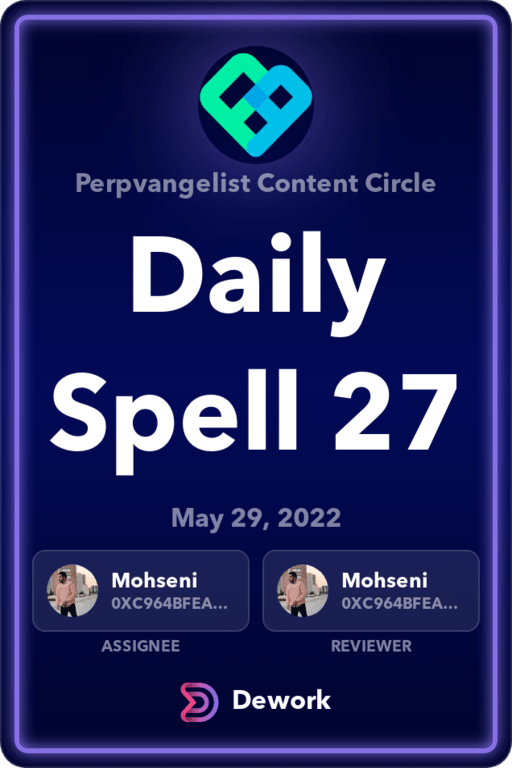 Perpvangelist Content Circle
Daily
Spell 27
May 29, 2022
Mohseni
0XC964BFEA...
ASSIGNEE
Mohseni
0XC964BFEA...
REVIEWER
Dework